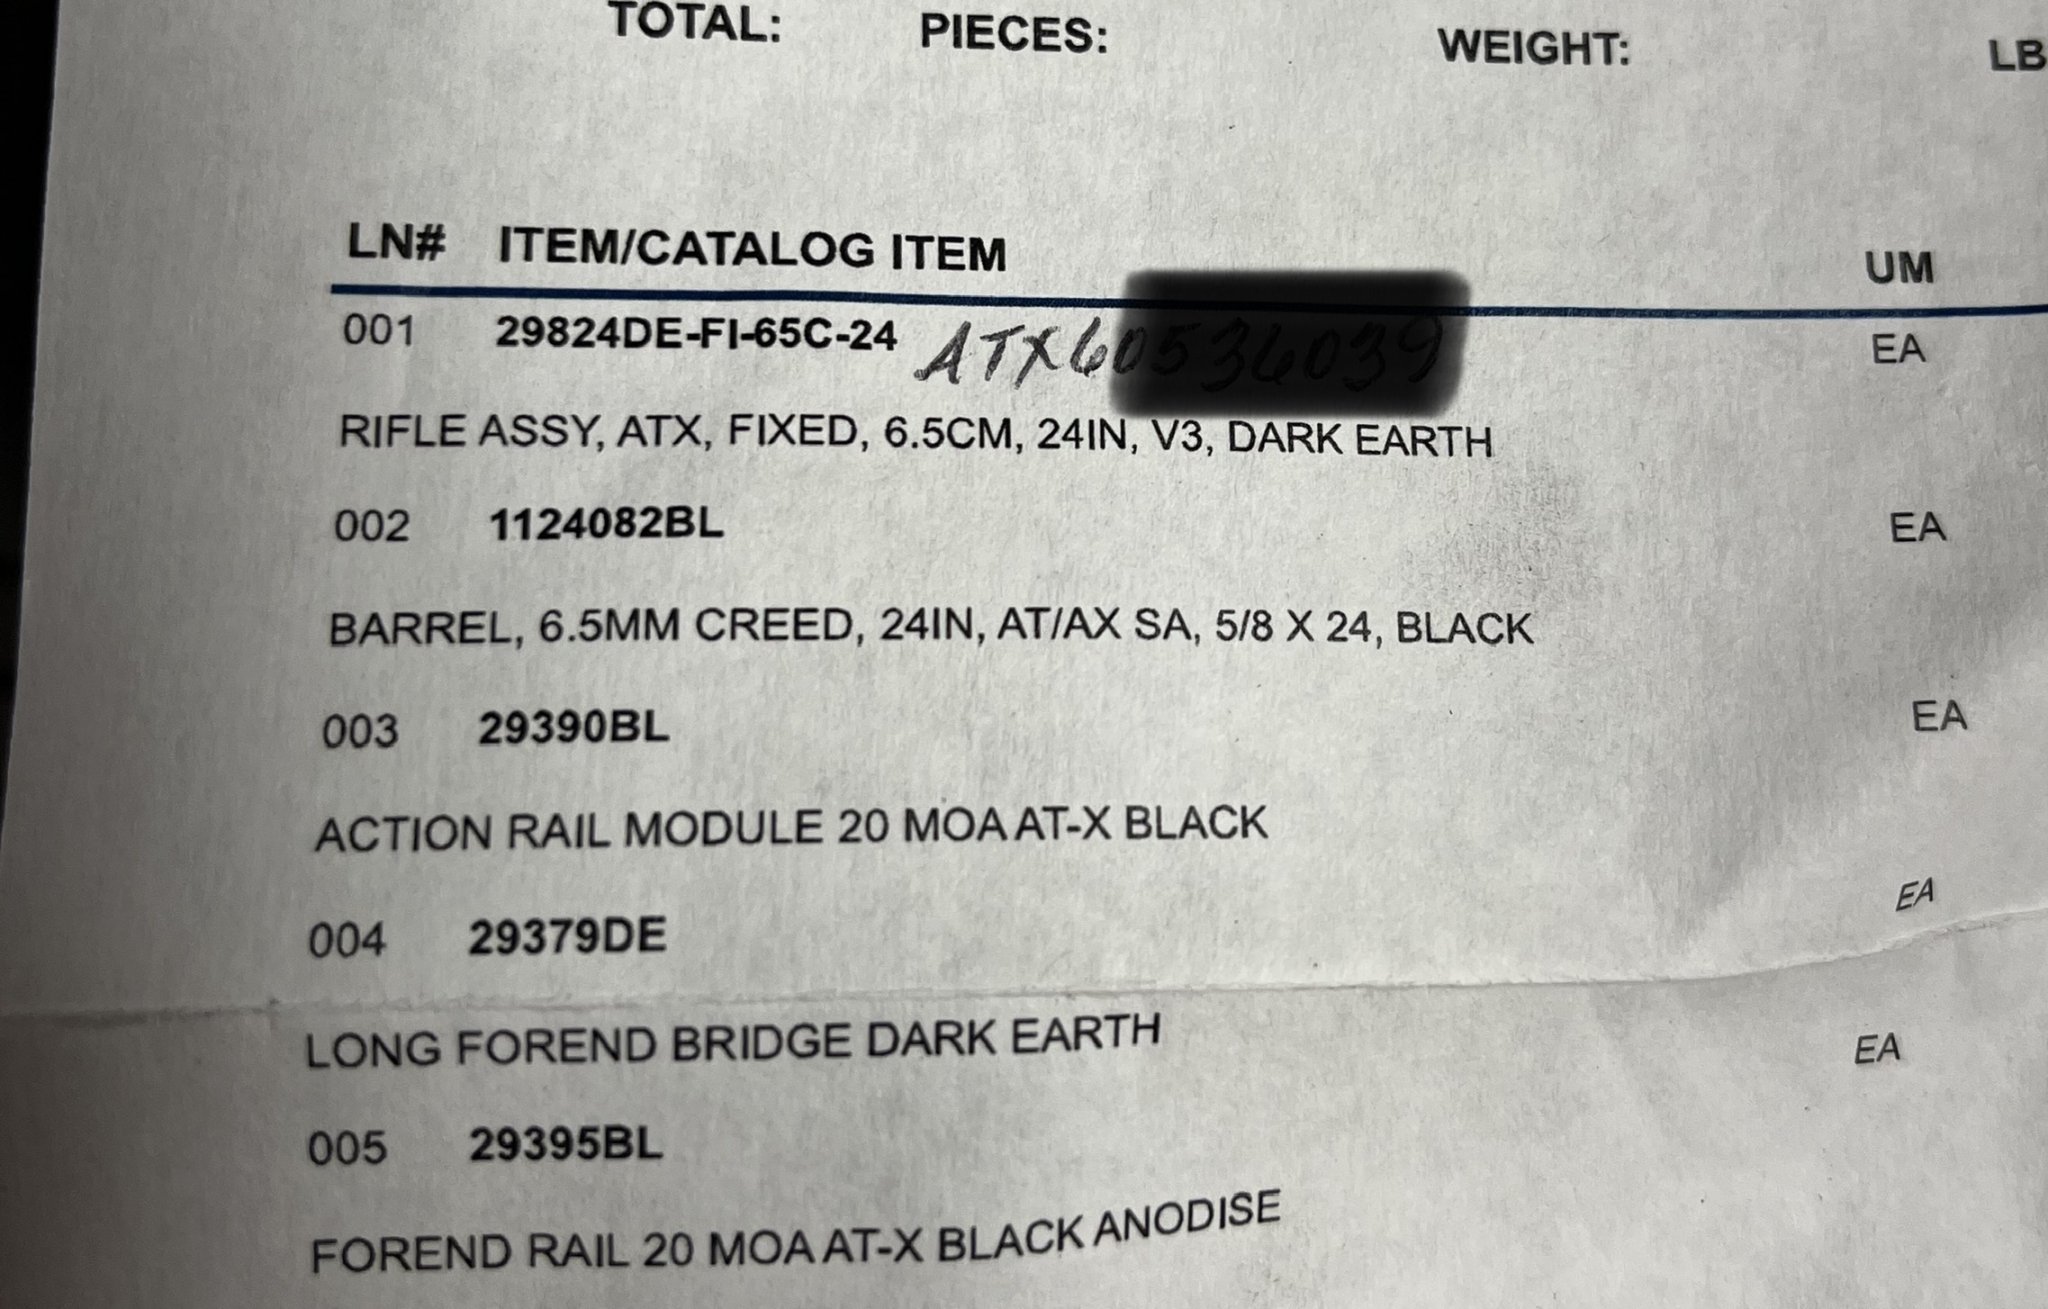 TOTAL: PIECES: WEIGHT: LB
LN# ITEM/CATALOG ITEM UM
001 29824DE-FI-65C-24 ATX6 EA
RIFLE ASSY, ATX, FIXED, 6.5CM, 24IN, V3, DARK EARTH
002 1124082BL EA
BARREL, 6.5MM CREED, 24IN, AT/AX SA, 5/8 X 24, BLACK
003 29390BL EA
ACTION RAIL MODULE 20 MOA AT-X BLACK
004 29379DE EA
LONG FOREND BRIDGE DARK EARTH EA
005 29395BL
FOREND RAIL 20 MOA AT-X BLACK ANODISE